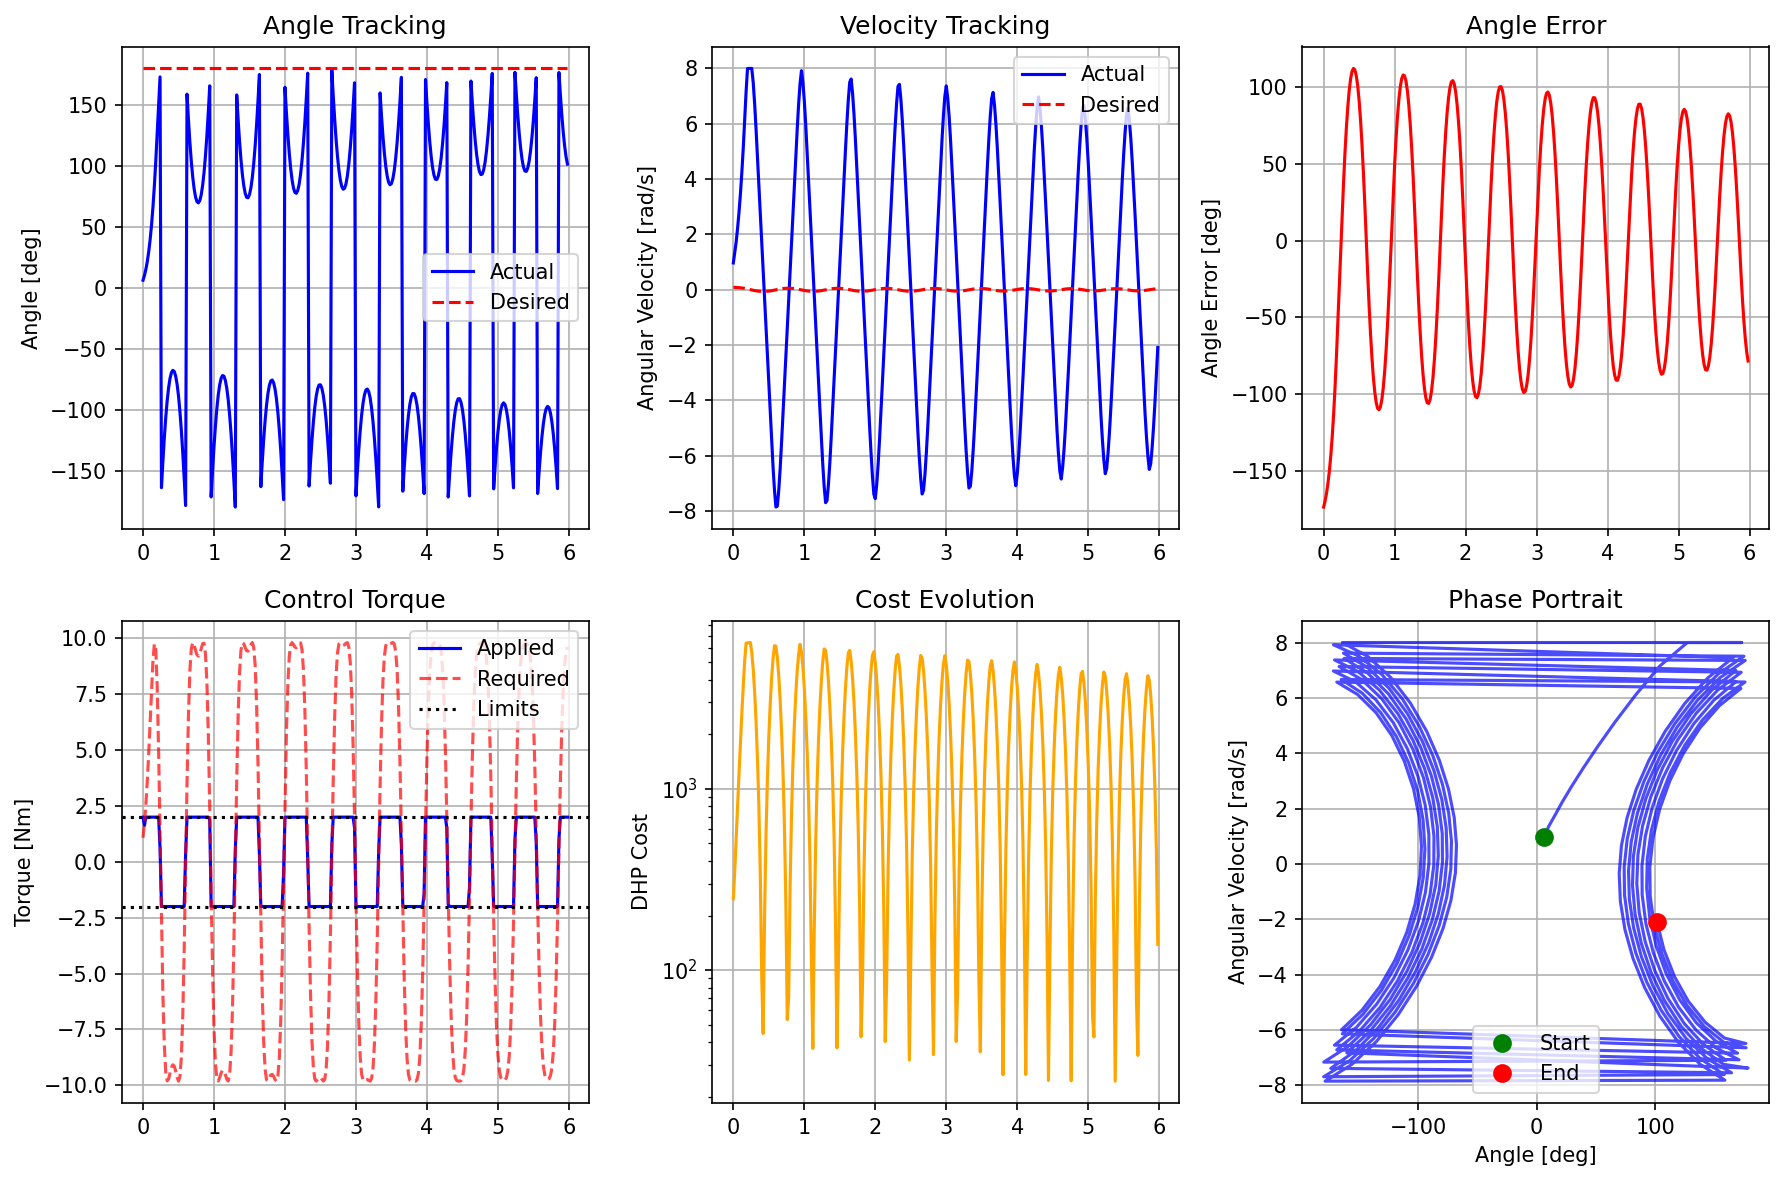 Angle Tracking
Angle [deg]
150
100
50
0
−50
−100
−150
0 1 2 3 4 5 6
Actual
Desired
Velocity Tracking
Angular Velocity [rad/s]
8
6
4
2
0
−2
−4
−6
−8
0 1 2 3 4 5 6
Actual
Desired
Angle Error
Angle Error [deg]
100
50
0
−50
−100
−150
0 1 2 3 4 5 6
Control Torque
Torque [Nm]
10.0
7.5
5.0
2.5
0.0
−2.5
−5.0
−7.5
−10.0
0 1 2 3 4 5 6
Applied
Required
Limits
Cost Evolution
DHP Cost
10³
10²
0 1 2 3 4 5 6
Phase Portrait
Angular Velocity [rad/s]
8
6
4
2
0
−2
−4
−6
−8
−100 0 100
Angle [deg]
Start
End